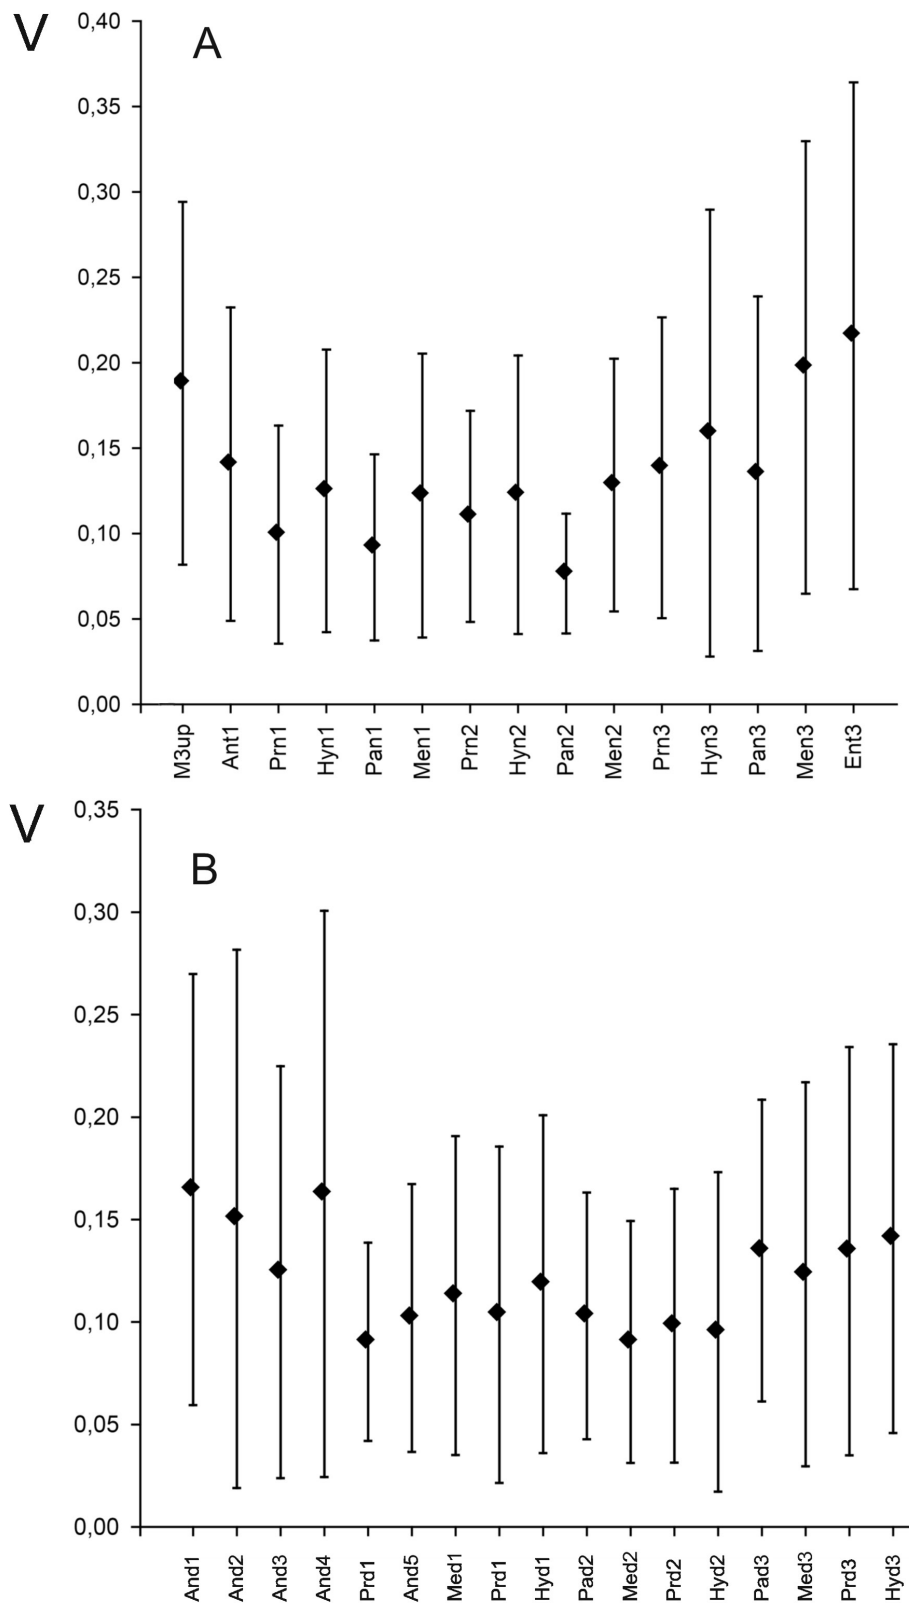 V
A
0,40
0,35
0,30
0,25
0,20
0,15
0,10
0,05
0,00
M3up Ant1 Prn1 Hyn1 Pan1 Men1 Prn2 Hyn2 Pan2 Men2 Prn3 Hyn3 Pan3 Men3 Ent3
V
B
0,35
0,30
0,25
0,20
0,15
0,10
0,05
0,00
And1 And2 And3 And4 Prd1 And5 Med1 Prd1 Hyd1 Pad2 Med2 Prd2 Hyd2 Pad3 Med3 Prd3 Hyd3